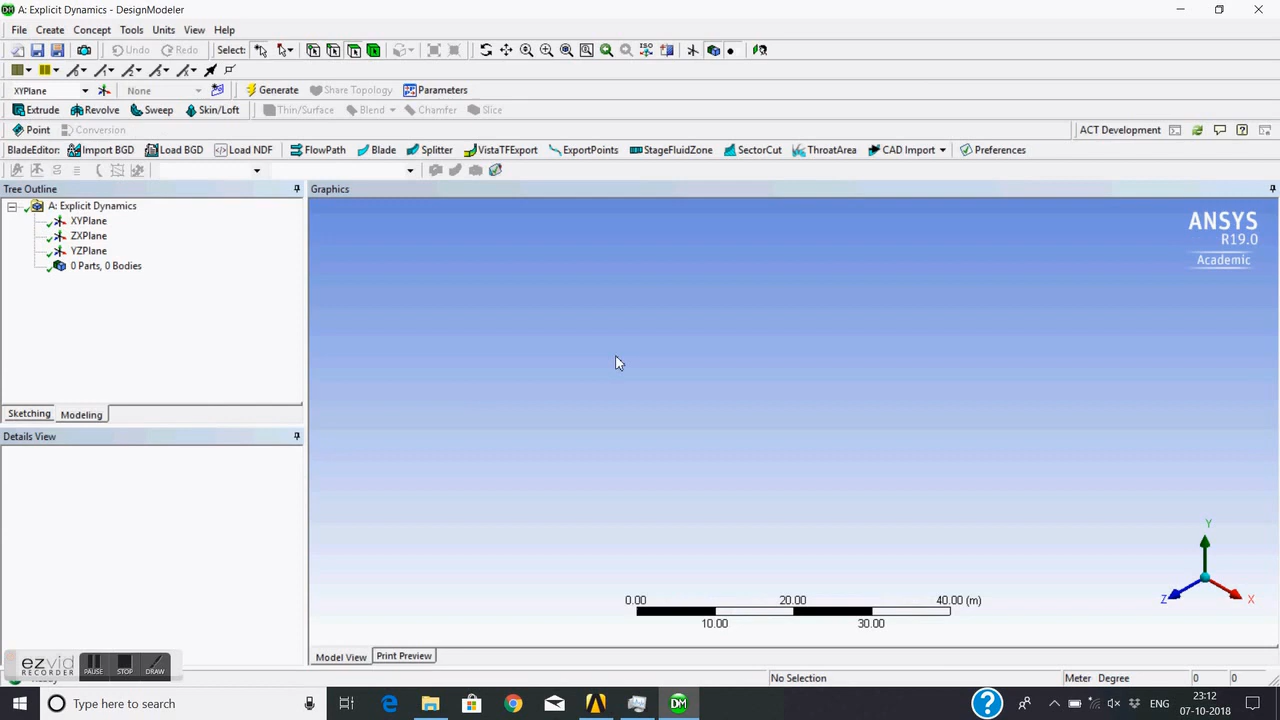 A: Explicit Dynamics - DesignModeler
File Create Concept Tools Units View Help
Undo Redo Select: ISO
XYPlane None Generate Share Topology Parameters
Extrude Revolve Sweep Skin/Loft Thin/Surface Blend Chamfer Slice
Point Conversion ACT Development
BladeEditor: Import BGD Load BGD Load NDF FlowPath Blade Splitter VistaTFExport ExportPoints StageFluidZone SectorCut ThroatArea CAD Import Preferences
Tree Outline Graphics
A: Explicit Dynamics
XYPlane
ZXPlane
YZPlane
0 Parts, 0 Bodies
ANSYS
R19.0
Academic
Sketching Modeling
Details View
Y
Z X
0.00 20.00 40.00 (m)
10.00 30.00
Model View Print Preview
ezvid
RECORDER
PAUSE STOP DRAW
No Selection Meter Degree 0 0
Type here to search
DM
ENG
23:12
07-10-2018